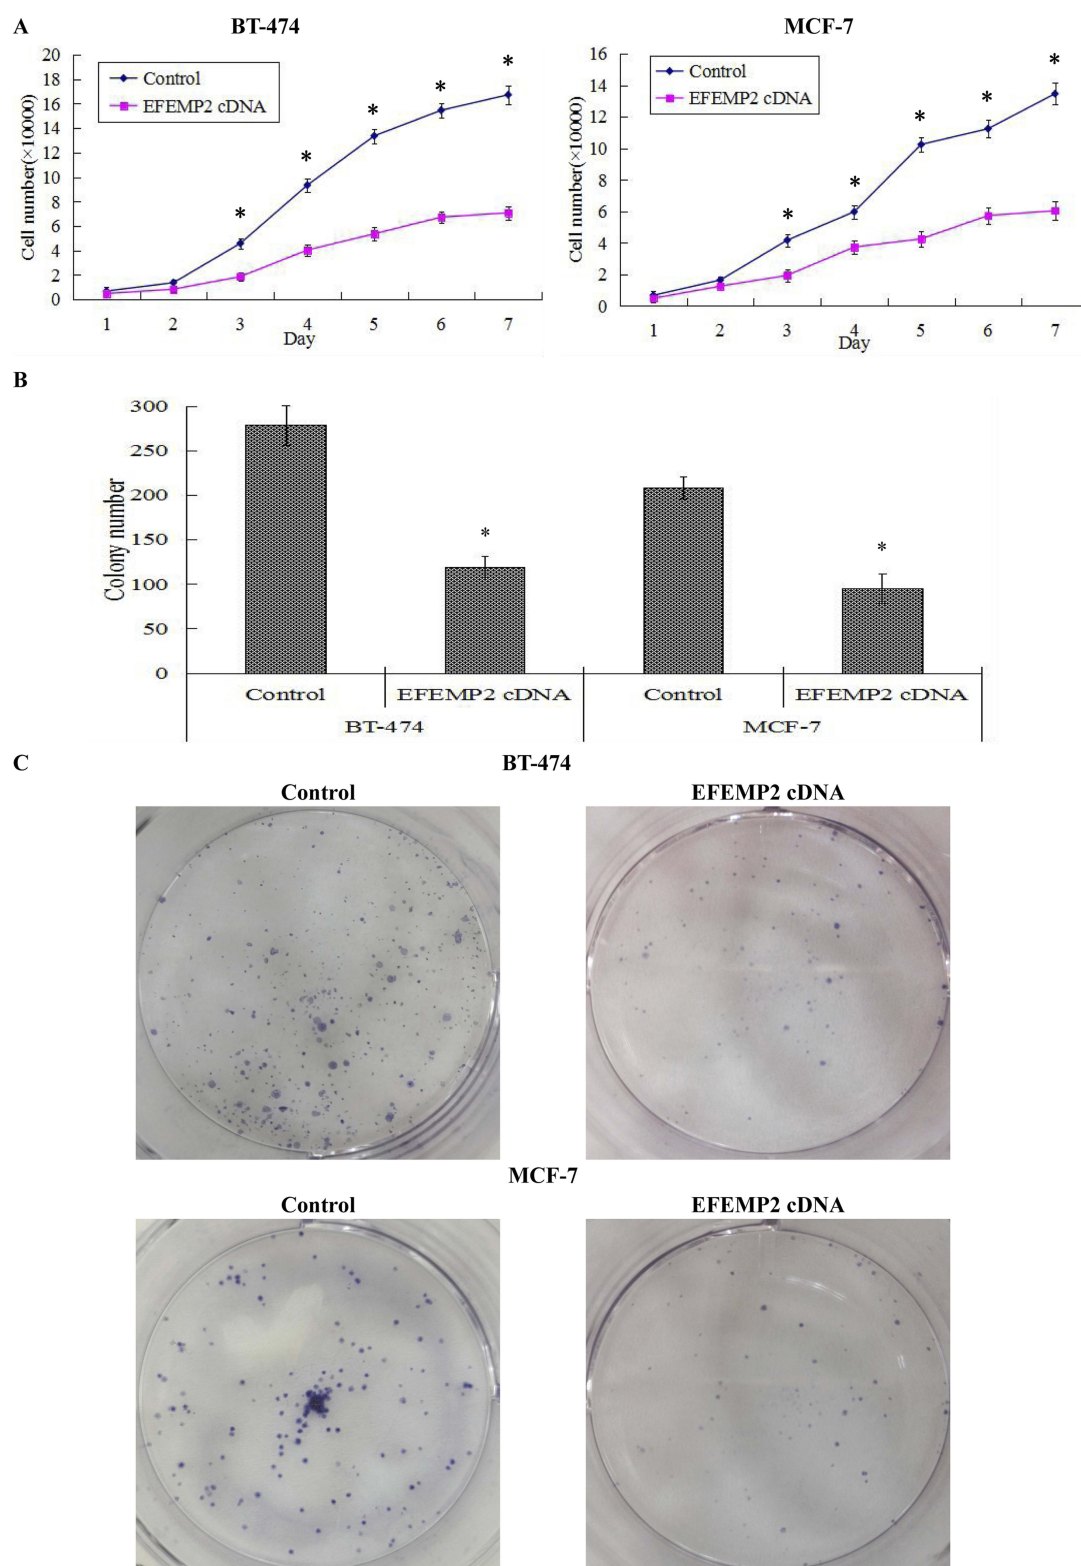 A
BT-474
MCF-7
20
18
16
14
12
10
8
6
4
2
0
Cell number(×10000)
Control
EFEMP2 cDNA
* * * * *
1 2 3 4 5 6 7
Day
16
14
12
10
8
6
4
2
0
Cell number(×10000)
Control
EFEMP2 cDNA
* * * * *
1 2 3 4 5 6 7
Day
B
300
250
200
150
100
50
0
Colony number
* *
Control EFEMP2 cDNA Control EFEMP2 cDNA
BT-474 MCF-7
C
BT-474
Control EFEMP2 cDNA
MCF-7
Control EFEMP2 cDNA